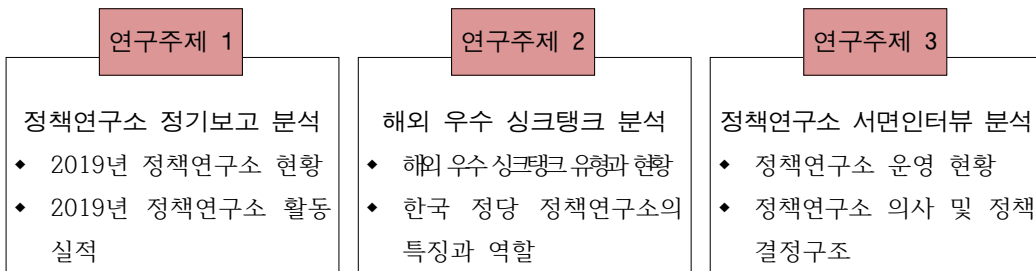 연구주제 1
정책연구소 정기보고 분석
◆ 2019년 정책연구소 현황
◆ 2019년 정책연구소 활동
실적
연구주제 2
해외 우수 싱크탱크 분석
◆ 해외 우수 싱크탱크 유형과 현황
◆ 한국 정당 정책연구소의
특징과 역할
연구주제 3
정책연구소 서면인터뷰 분석
◆ 정책연구소 운영 현황
◆ 정책연구소 의사 및 정책
결정구조